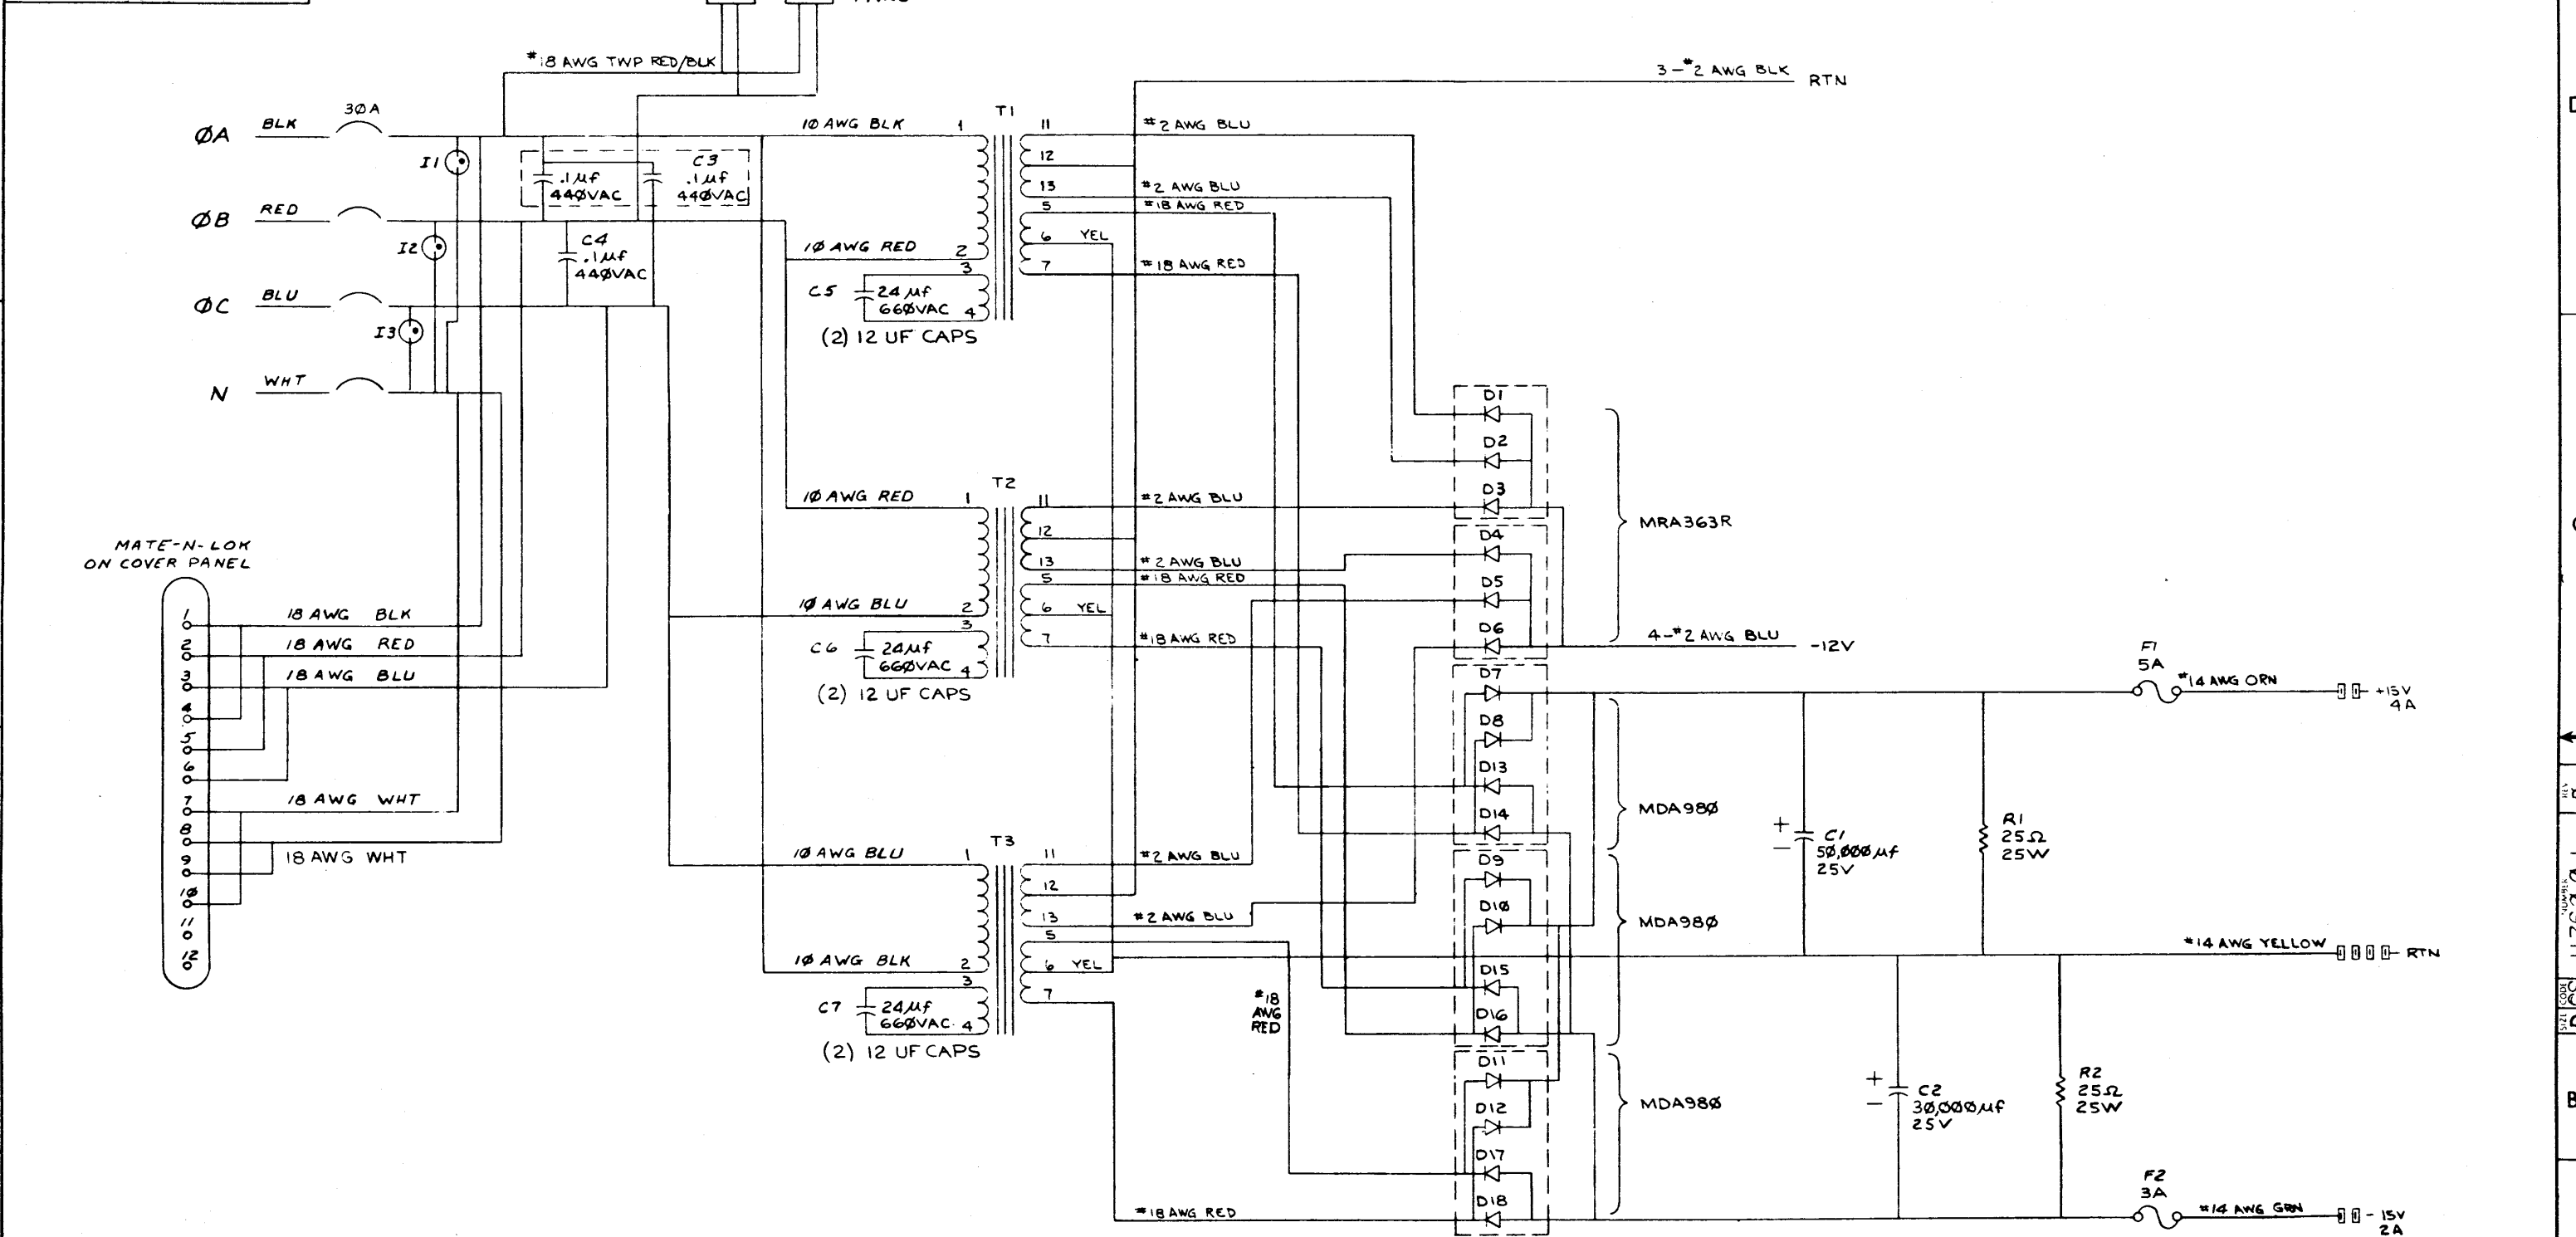 #18 AWG TWP RED/BLK
3-#2 AWG BLK RTN
ØA BLK 30A
I1
ØB RED
I2
ØC BLU
I3
N WHT
.1µf
440VAC
C3
.1µf
440VAC
C4
.1µf
440VAC
MATE-N-LOK
ON COVER PANEL
1 18 AWG BLK
2 18 AWG RED
3 18 AWG BLU
4
5
6
7 18 AWG WHT
8
9 18 AWG WHT
10
11
12
T1
10 AWG BLK 1
10 AWG RED 2
3
C5 24µf
660VAC 4
(2) 12 UF CAPS
11 #2 AWG BLU
12
13 #2 AWG BLU
5 #18 AWG RED
6 YEL
7 #18 AWG RED
T2
10 AWG RED 1
10 AWG BLU 2
3
C6 24µf
660VAC 4
(2) 12 UF CAPS
11 #2 AWG BLU
12
13 #2 AWG BLU
5 #18 AWG RED
6 YEL
7 #18 AWG RED
T3
10 AWG BLU 1
10 AWG BLK 2
3
C7 24µf
660VAC 4
(2) 12 UF CAPS
11 #2 AWG BLU
12
13 #2 AWG BLU
5
6 YEL
7
#18
AWG
RED
#18 AWG RED
D1
D2
D3
D4
D5
D6
MRA363R
4-#2 AWG BLU -12V
D7
D8
D13
D14
MDA980
D9
D10
D15
D16
MDA980
D11
D12
D17
D18
MDA980
+
-
C1
50,000µf
25V
R1
25Ω
25W
F1
5A
#14 AWG ORN +15V
4A
#14 AWG YELLOW RTN
+
-
C2
30,000µf
25V
R2
25Ω
25W
F2
3A
#14 AWG GRN -15V
2A
B
REV
NUMBER
CODE
SIZE
D